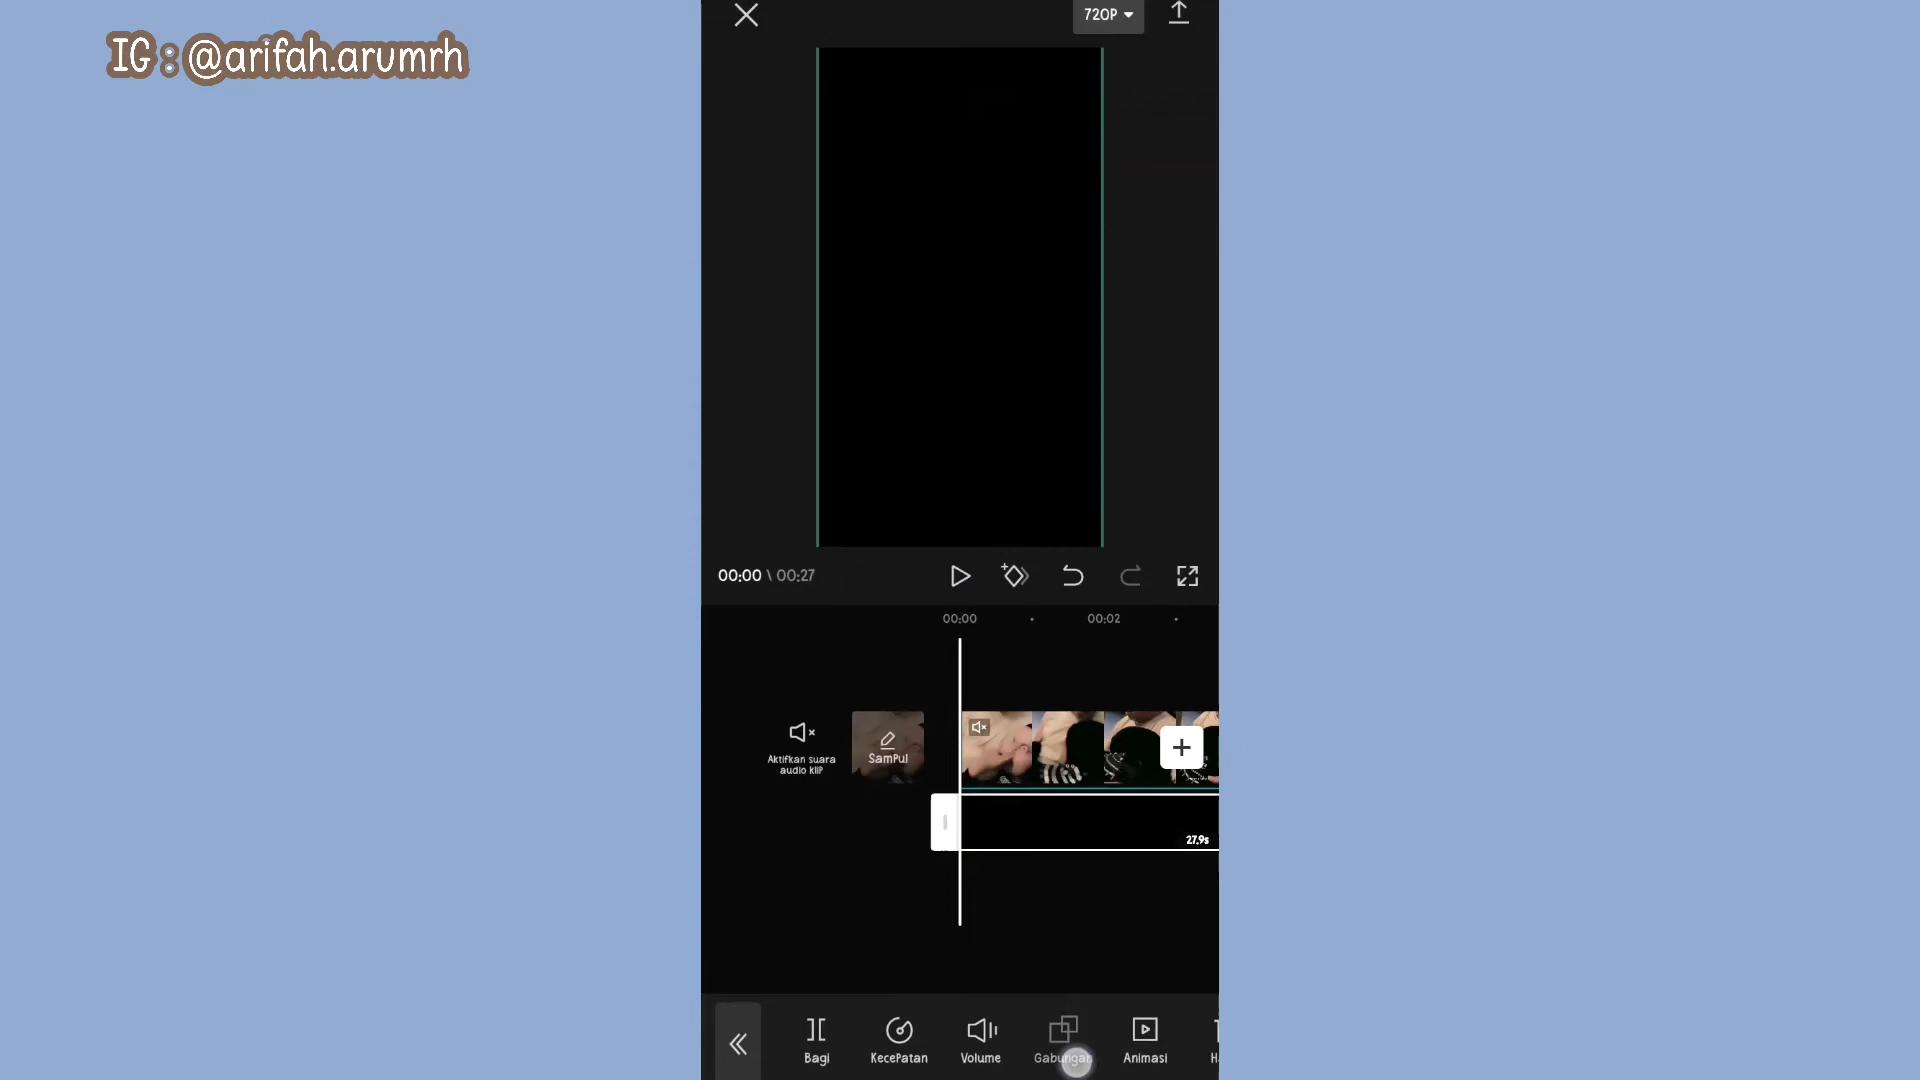 IG : @arifah.arumrh
720P
00:00 \ 00:27
00:00
00:02
Aktifkan suara
audio klip
Sampul
27.9s
Bagi
Kecepatan
Volume
Gabungan
Animasi